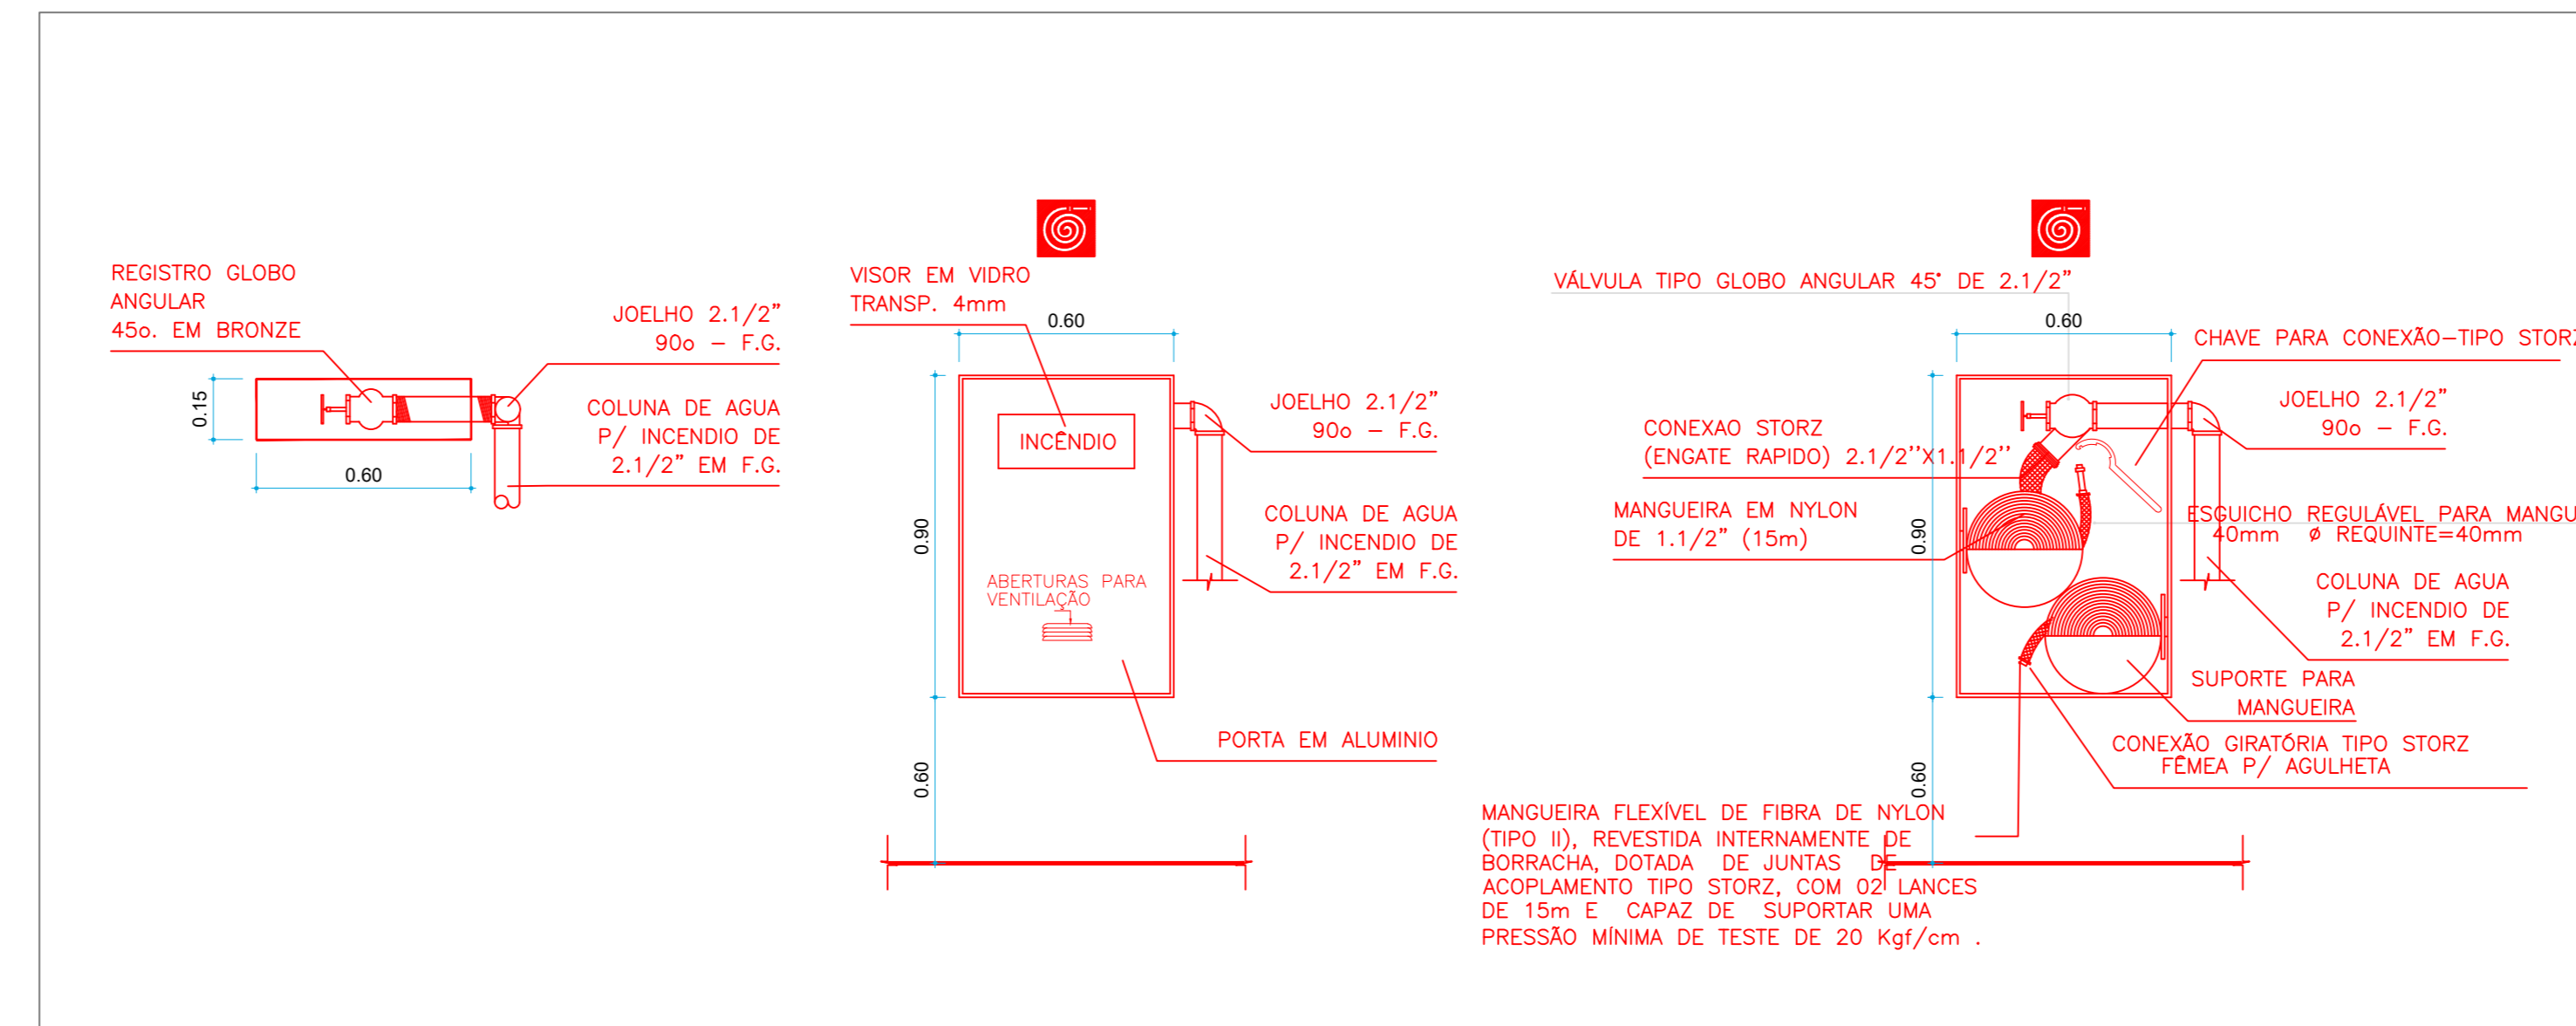 REGISTRO GLOBO
ANGULAR
45o. EM BRONZE
JOELHO 2.1/2"
90o – F.G.
COLUNA DE AGUA
P/ INCENDIO DE
2.1/2" EM F.G.
0.15
0.60
VISOR EM VIDRO
TRANSP. 4mm
0.60
INCÊNDIO
0.90
ABERTURAS PARA
VENTILAÇÃO
JOELHO 2.1/2"
90o – F.G.
COLUNA DE AGUA
P/ INCENDIO DE
2.1/2" EM F.G.
PORTA EM ALUMINIO
0.60
VÁLVULA TIPO GLOBO ANGULAR 45° DE 2.1/2"
0.60
CHAVE PARA CONEXÃO–TIPO STORZ
JOELHO 2.1/2"
90o – F.G.
CONEXAO STORZ
(ENGATE RAPIDO) 2.1/2''X1.1/2''
MANGUEIRA EM NYLON
DE 1.1/2" (15m)
0.90
ESGUICHO REGULÁVEL PARA MANGU
40mm ø REQUINTE=40mm
COLUNA DE AGUA
P/ INCENDIO DE
2.1/2" EM F.G.
SUPORTE PARA
MANGUEIRA
CONEXÃO GIRATÓRIA TIPO STORZ
FÊMEA P/ AGULHETA
0.60
MANGUEIRA FLEXÍVEL DE FIBRA DE NYLON
(TIPO II), REVESTIDA INTERNAMENTE DE
BORRACHA, DOTADA DE JUNTAS DE
ACOPLAMENTO TIPO STORZ, COM 02 LANCES
DE 15m E CAPAZ DE SUPORTAR UMA
PRESSÃO MÍNIMA DE TESTE DE 20 Kgf/cm .